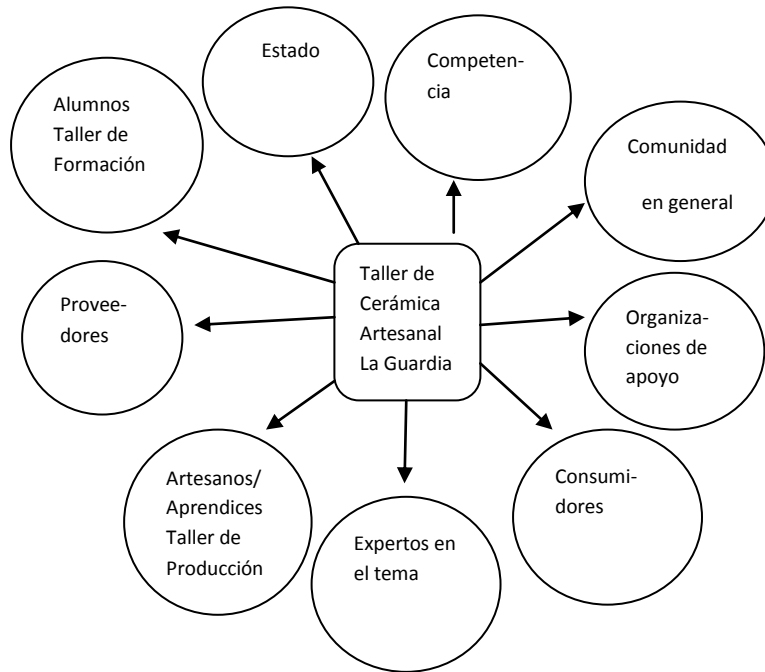 Estado
Competen-
cia
Alumnos
Taller de
Formación
Comunidad
en general
Taller de
Cerámica
Artesanal
La Guardia
Provee-
dores
Organiza-
ciones de
apoyo
Artesanos/
Aprendices
Taller de
Producción
Expertos en
el tema
Consumi-
dores